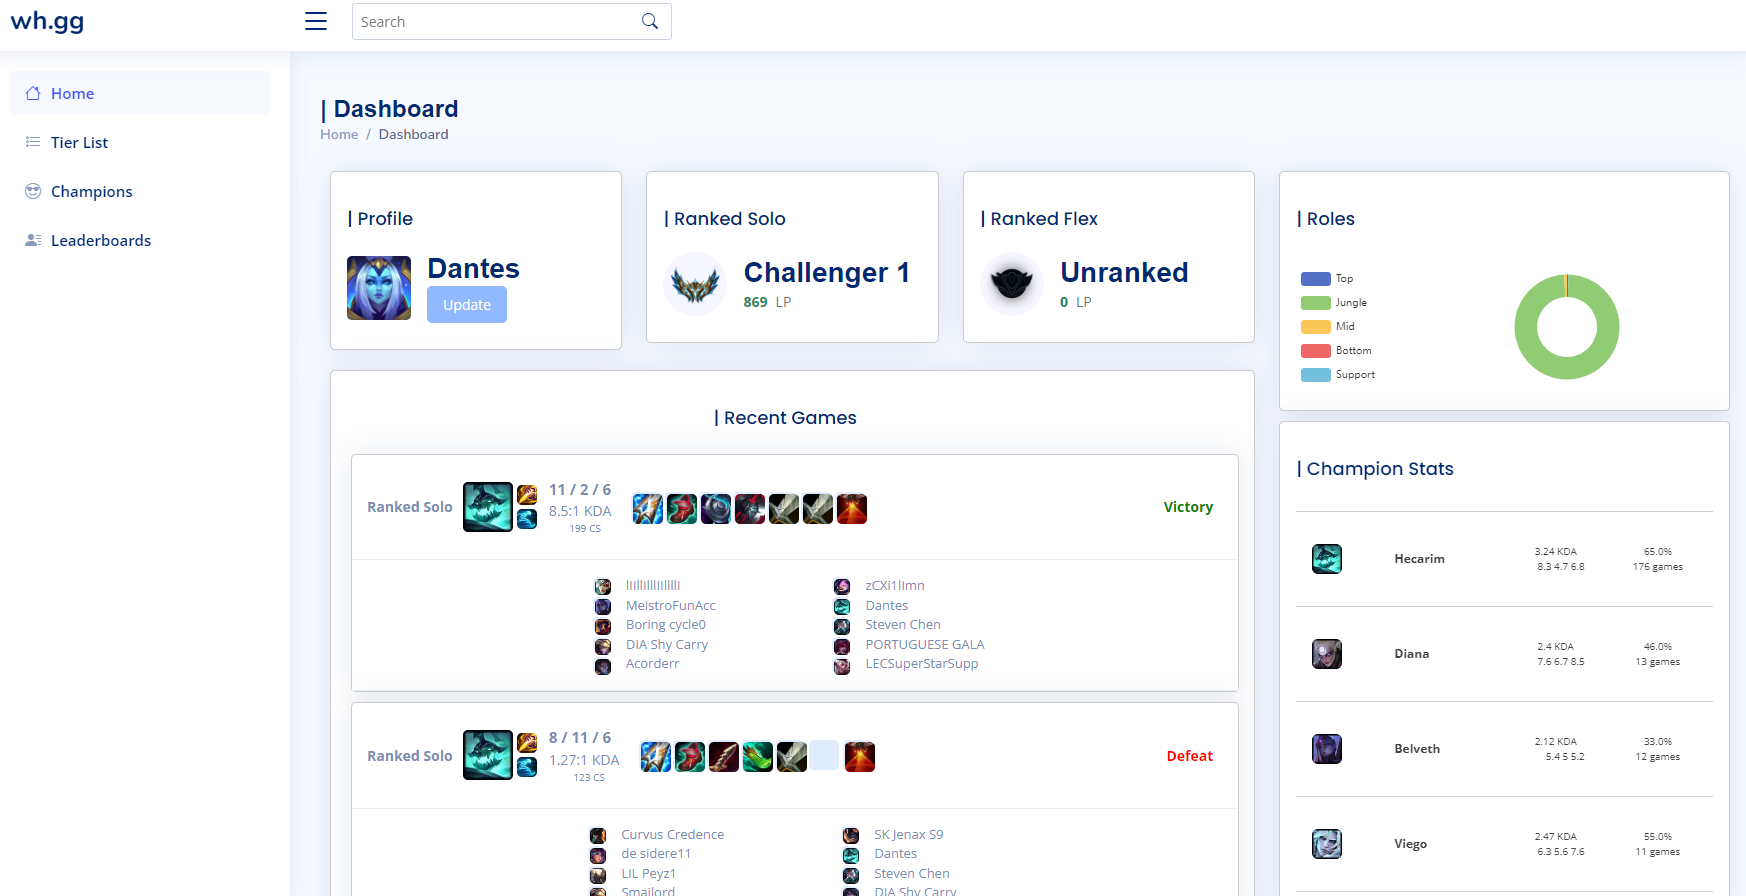 wh.gg
Search
Home
Tier List
Champions
Leaderboards
| Dashboard
Home / Dashboard
| Profile
Dantes
Update
| Ranked Solo
Challenger 1
869 LP
| Ranked Flex
Unranked
0 LP
| Roles
Top
Jungle
Mid
Bottom
Support
| Recent Games
Ranked Solo
11 / 2 / 6
8.5:1 KDA
199 CS
Victory
MeistroFunAcc
Boring cycle0
DIA Shy Carry
Acorderr
Dantes
Steven Chen
PORTUGUESE GALA
LECSuperStarSupp
Ranked Solo
8 / 11 / 6
1.27:1 KDA
123 CS
Defeat
Curvus Credence
de sidere11
LIL Peyz1
Smailord
SK Jenax S9
Dantes
Steven Chen
DIA Shy Carry
| Champion Stats
Hecarim
3.24 KDA
8.3 4.7 6.8
65.0%
176 games
Diana
2.4 KDA
7.6 6.7 8.5
46.0%
13 games
Belveth
2.12 KDA
5.4 5 5.2
33.0%
12 games
Viego
2.47 KDA
6.3 5.6 7.6
55.0%
11 games